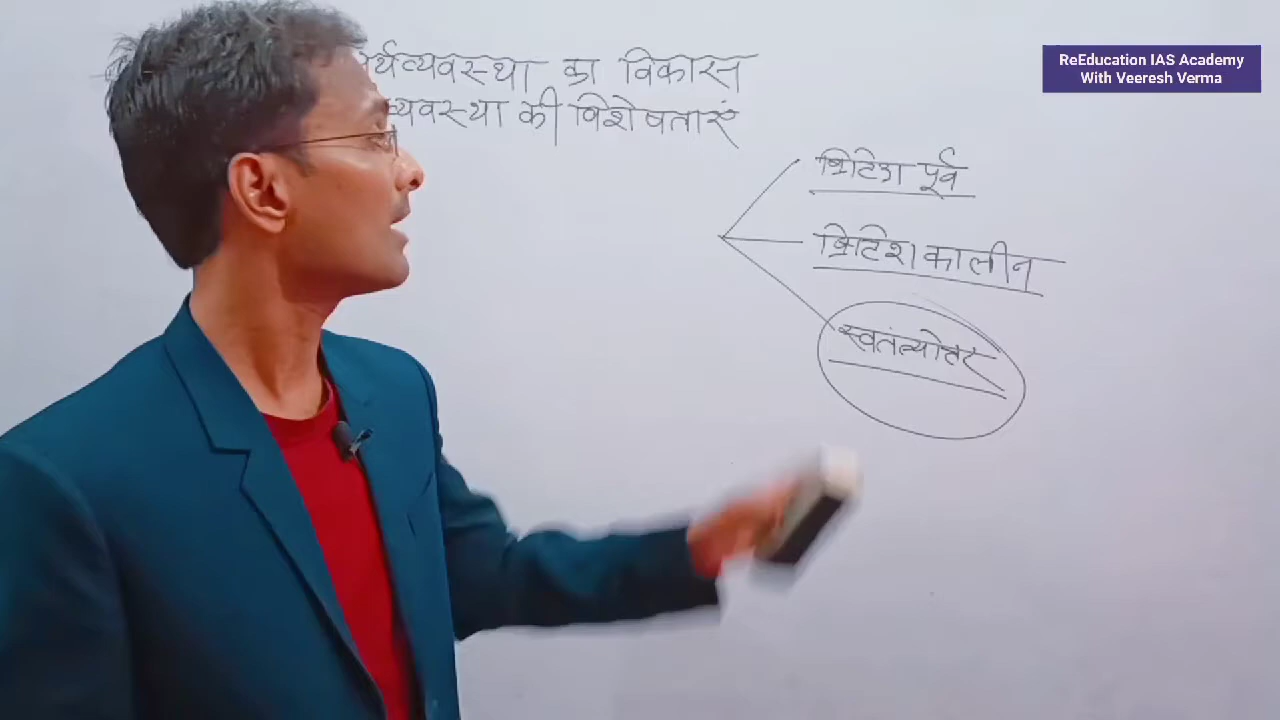 र्थव्यवस्था का विकास
व्यवस्था की विशेषताएं
ब्रिटिश पूर्व
ब्रिटिश कालीन
स्वतंत्र्योत्तर
ReEducation IAS Academy
With Veeresh Verma